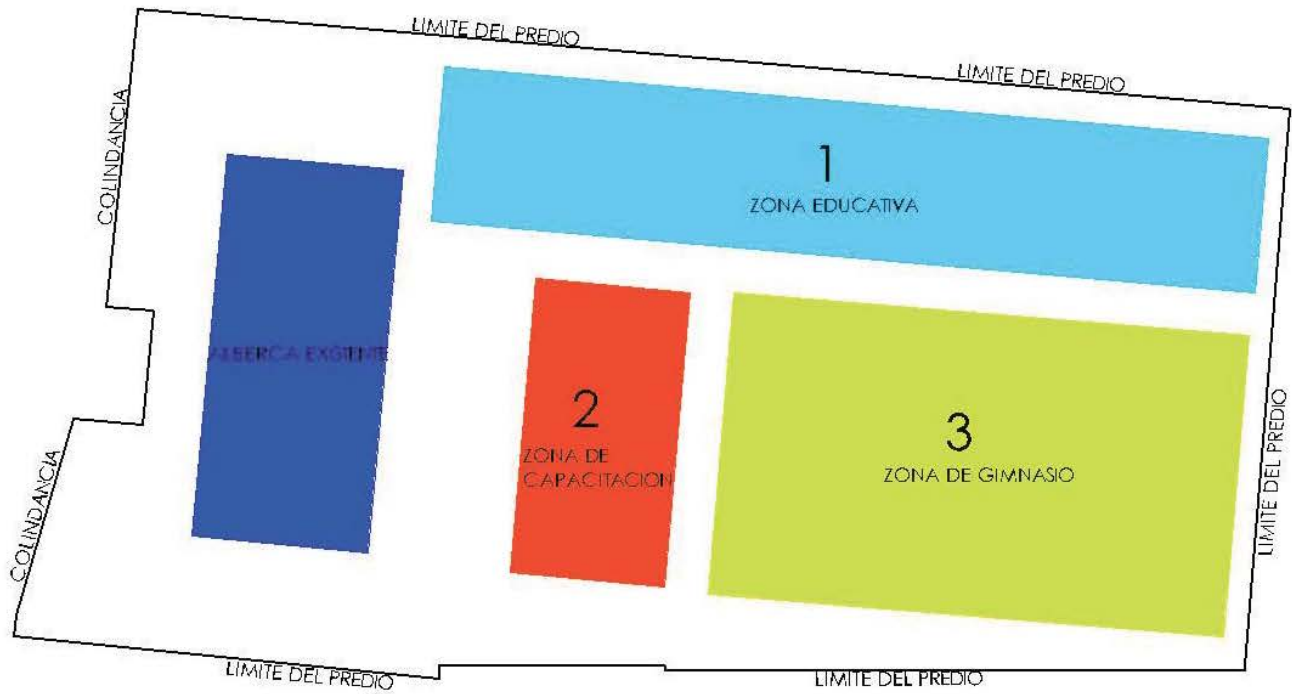 LIMITE DEL PREDIO
LIMITE DEL PREDIO
COLINDANCIA
1
ZONA EDUCATIVA
ALBERCA EXSTENTE
2
ZONA DE
CAPACITACION
3
ZONA DE GIMNASIO
LIMITE DEL PREDIO
COLINDANCIA
LIMITE DEL PREDIO
LIMITE DEL PREDIO